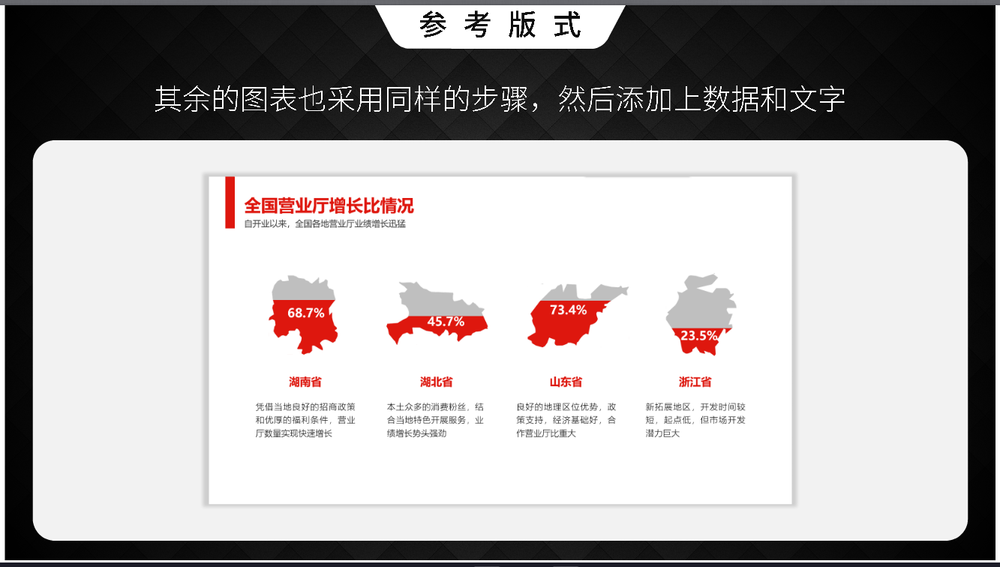 参考版式
其余的图表也采用同样的步骤，然后添加上数据和文字
全国营业厅增长比情况
自开业以来，全国各地营业厅业绩增长迅猛
68.7%
45.7%
73.4%
23.5%
湖南省
湖北省
山东省
浙江省
凭借当地良好的招商政策
和优厚的福利条件，营业
厅数量实现快速增长
本土众多的消费粉丝，结
合当地特色开展服务，业
绩增长势头强劲
良好的地理区位优势，政
策支持，经济基础好，合
作营业厅比重大
新拓展地区，开发时间较
短，起点低，但市场开发
潜力巨大